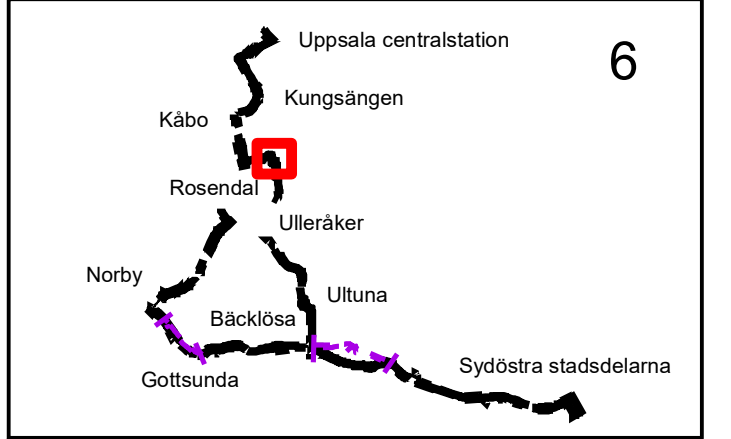 Uppsala centralstation
6
Kungsängen
Kåbo
Rosendal
Ulleråker
Norby
Ultuna
Bäcklösa
Sydöstra stadsdelarna
Gottsunda